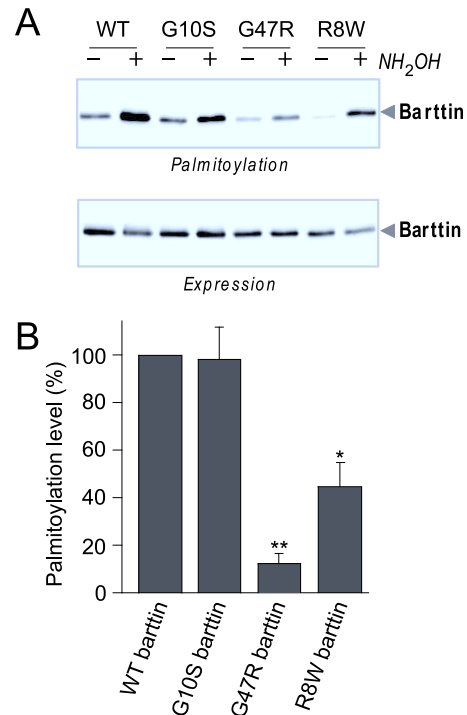 A
WT G10S G47R R8W
− + − + − + − + NH2OH
Barttin
Palmitoylation
Barttin
Expression
B
Palmitoylation level (%)
100
80
60
40
20
0
** *
WT barttin
G10S barttin
G47R barttin
R8W barttin